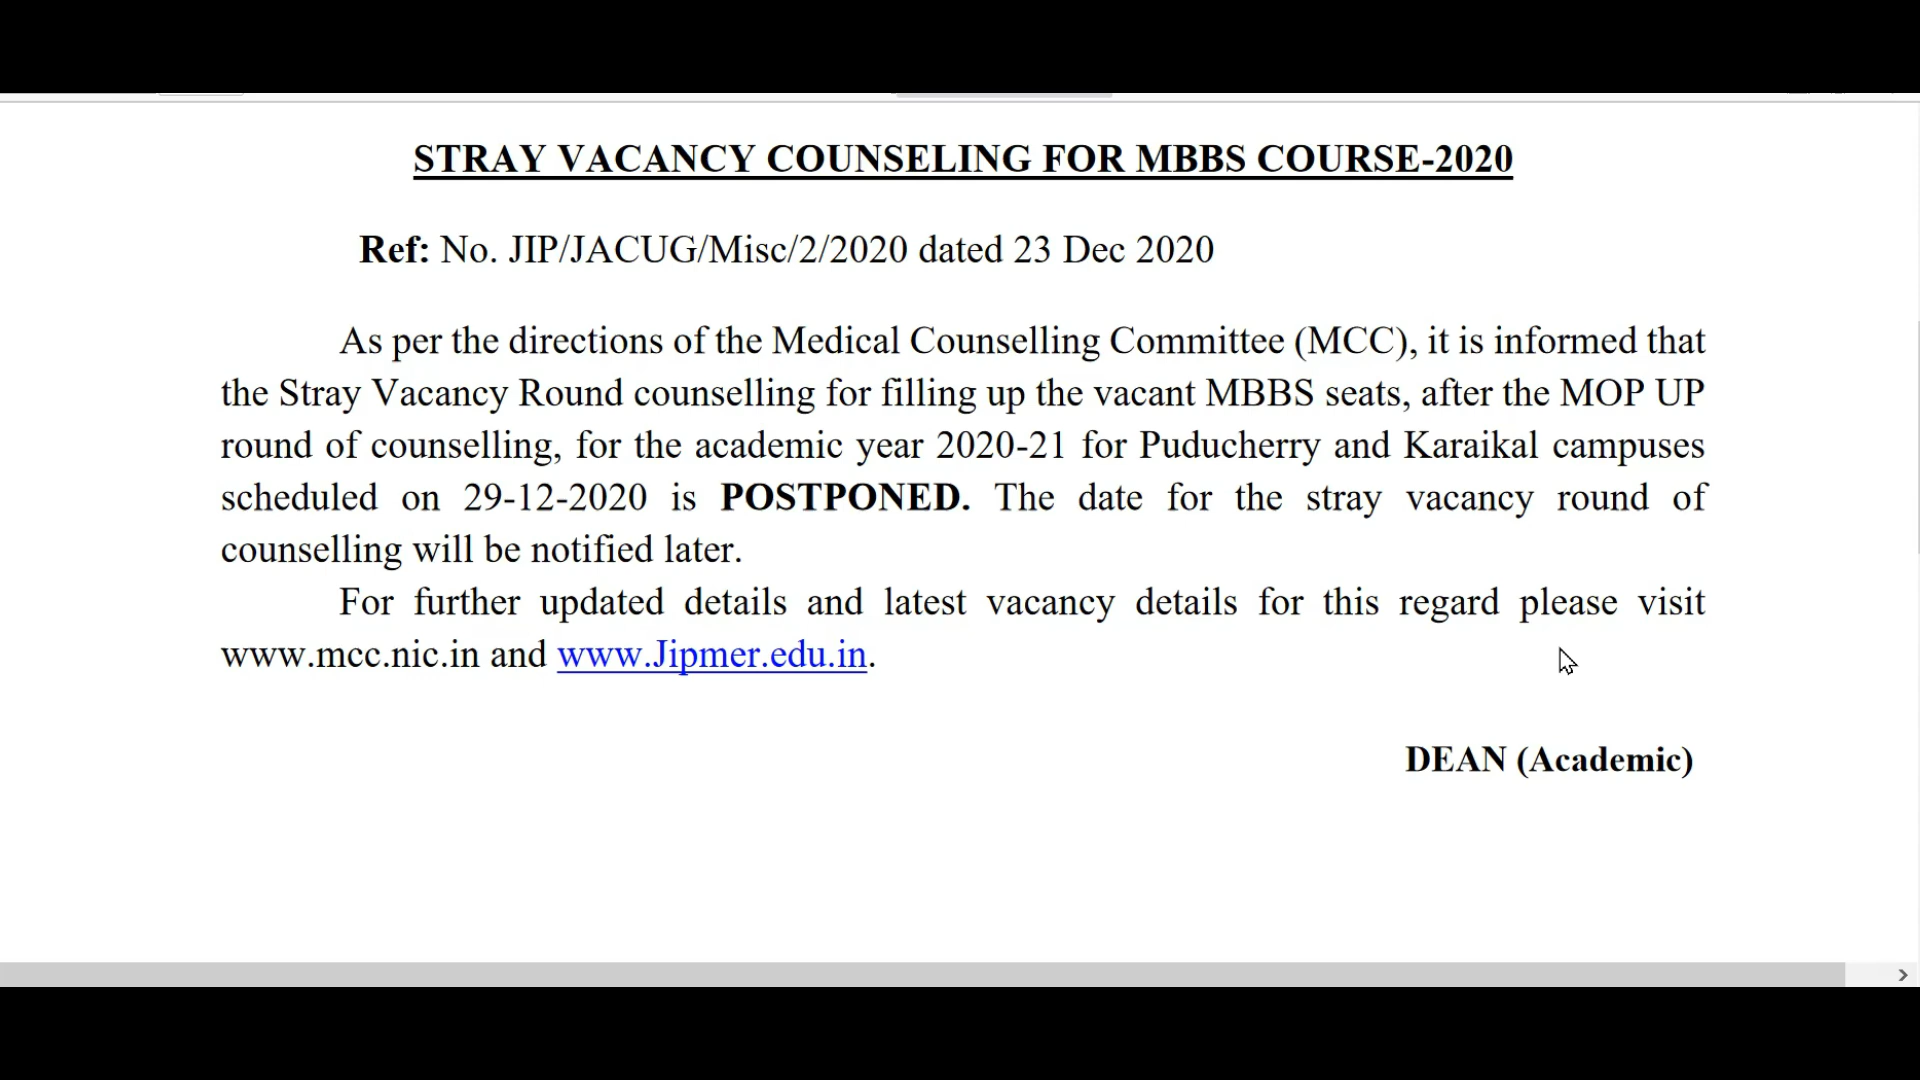 STRAY VACANCY COUNSELING FOR MBBS COURSE-2020
Ref: No. JIP/JACUG/Misc/2/2020 dated 23 Dec 2020
As per the directions of the Medical Counselling Committee (MCC), it is informed that
the Stray Vacancy Round counselling for filling up the vacant MBBS seats, after the MOP UP
round of counselling, for the academic year 2020-21 for Puducherry and Karaikal campuses
scheduled on 29-12-2020 is POSTPONED. The date for the stray vacancy round of
counselling will be notified later.
For further updated details and latest vacancy details for this regard please visit
www.mcc.nic.in and www.Jipmer.edu.in.
DEAN (Academic)